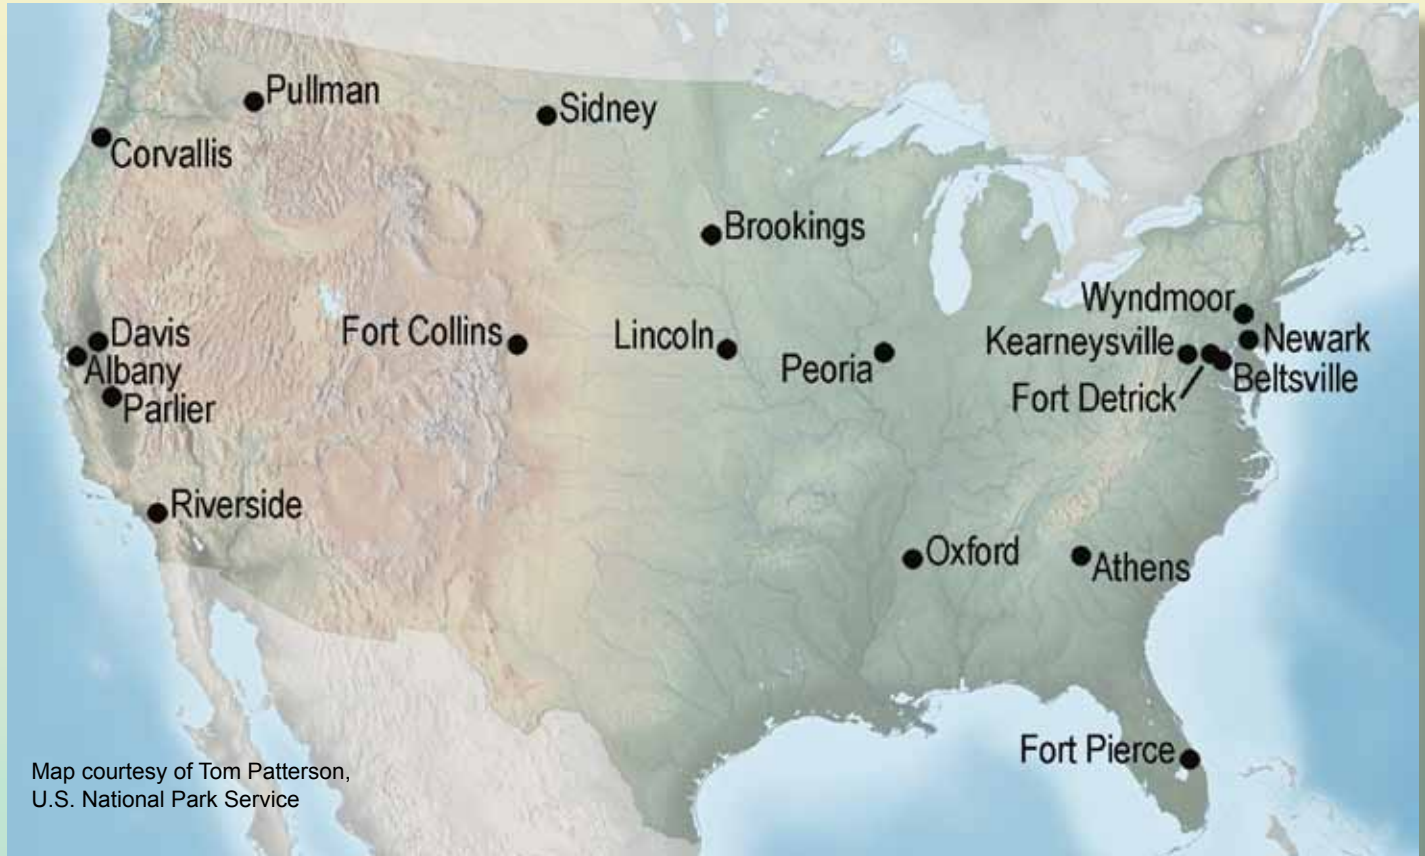 Pullman
Sidney
Corvallis
Brookings
Wyndmoor
Davis
Fort Collins
Lincoln
Kearneysville
Newark
Albany
Peoria
Beltsville
Parlier
Fort Detrick
Riverside
Oxford
Athens
Fort Pierce
Map courtesy of Tom Patterson,
U.S. National Park Service